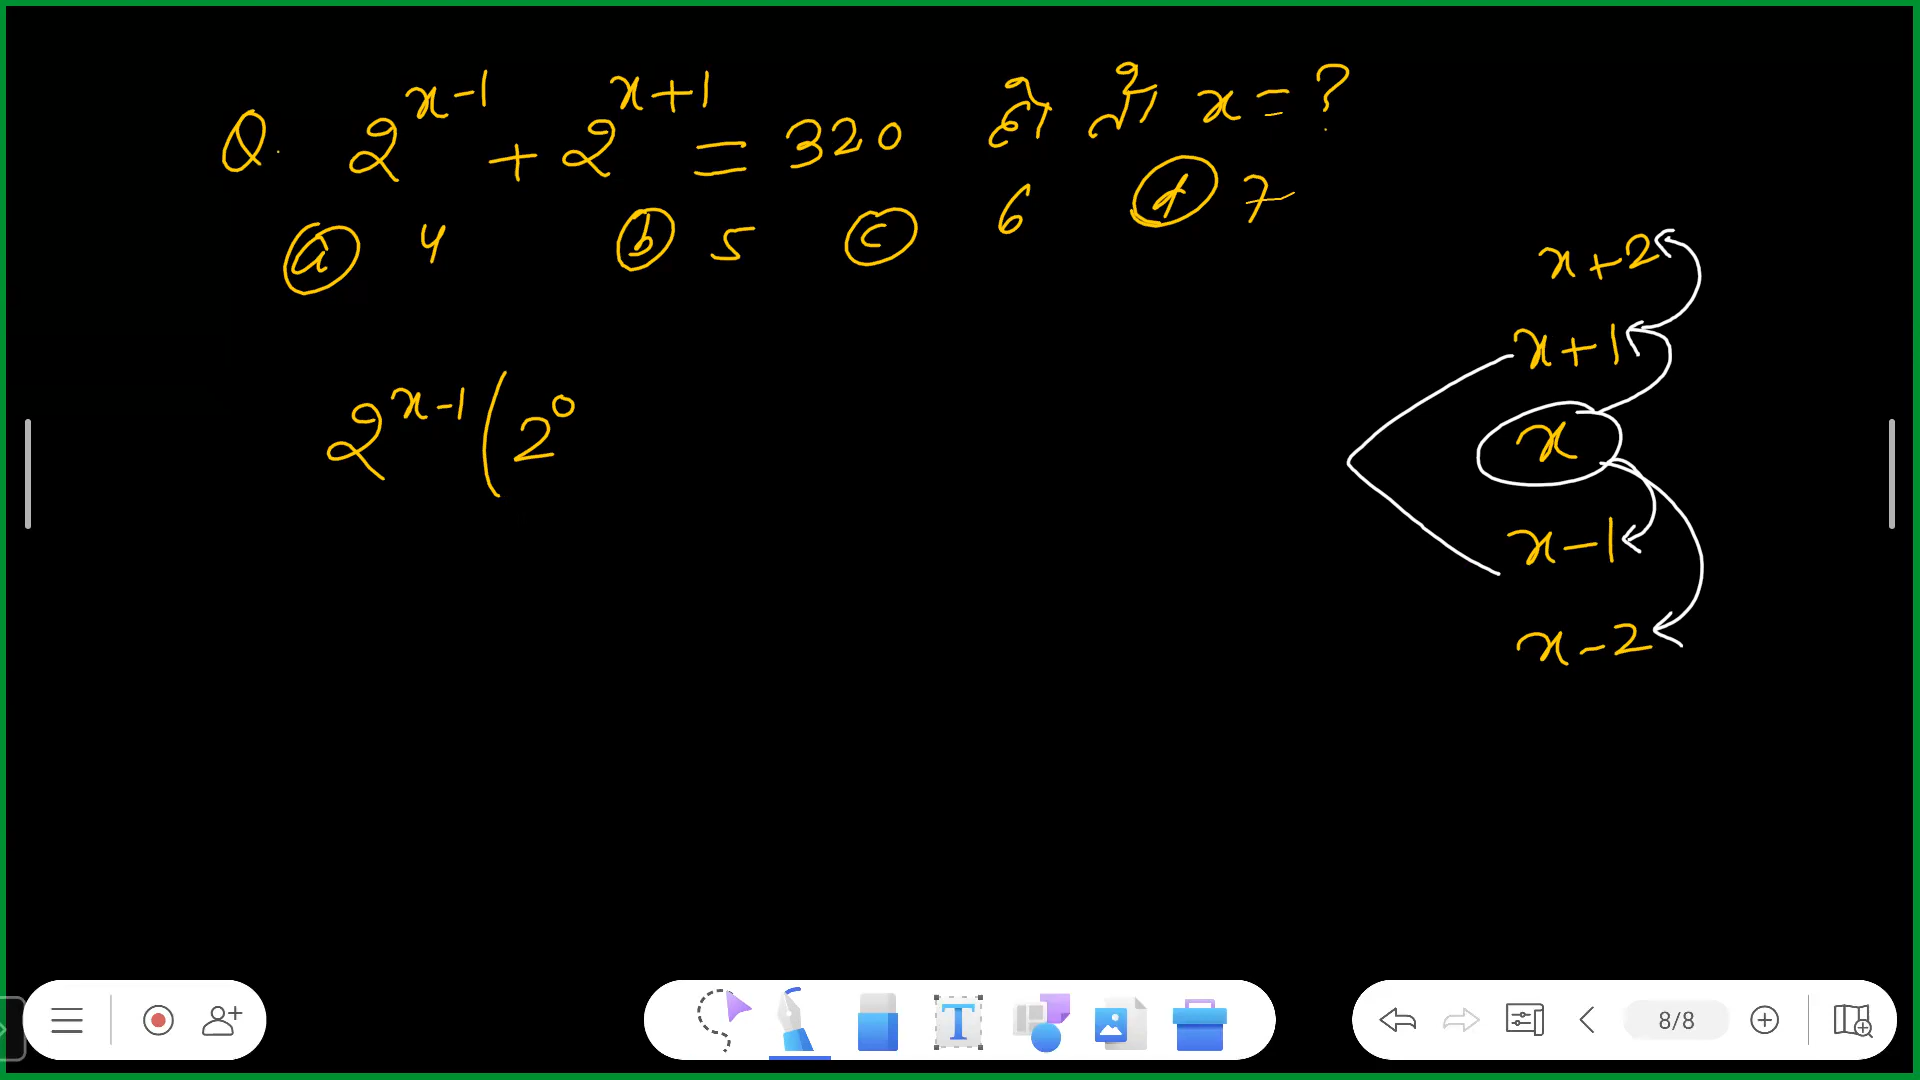 Q. 2^{x-1} + 2^{x+1} = 320 हो तो x = ?
(a) 4 (b) 5 (c) 6 (d) 7
x+2
x+1
2^{x-1} (2^0
x
x-1
x-2
T
8/8